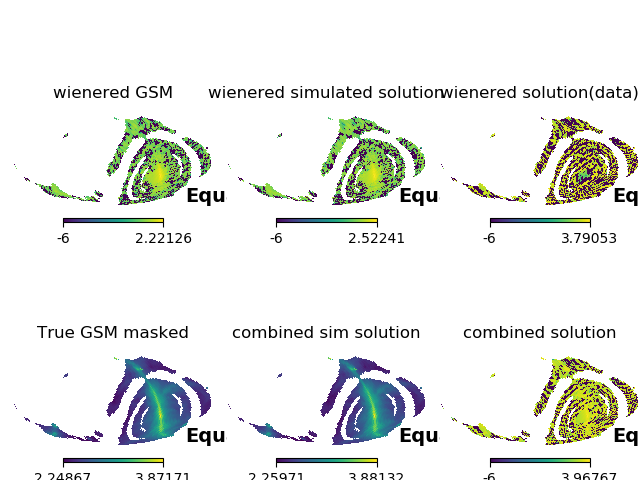 wienered GSM
wienered simulated solution
wienered solution(data)
Equ
Equ
Eq
-6
2.22126
-6
2.52241
-6
3.79053
True GSM masked
combined sim solution
combined solution
Equ
Equ
Eq
2.24867
3.87171
2.25971
3.88132
-6
3.96767